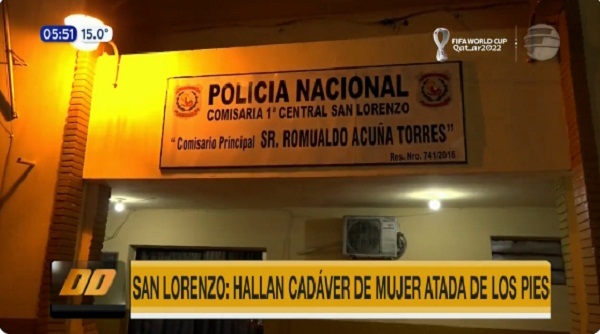 05:51 15.0°
FIFA WORLD CUP
Qatar2022
POLICIA NACIONAL
COMISARIA 1ª CENTRAL SAN LORENZO
"Comisario Principal SR. ROMUALDO ACUÑA TORRES"
Res. Nro. 741/2018
SAN LORENZO: HALLAN CADÁVER DE MUJER ATADA DE LOS PIES